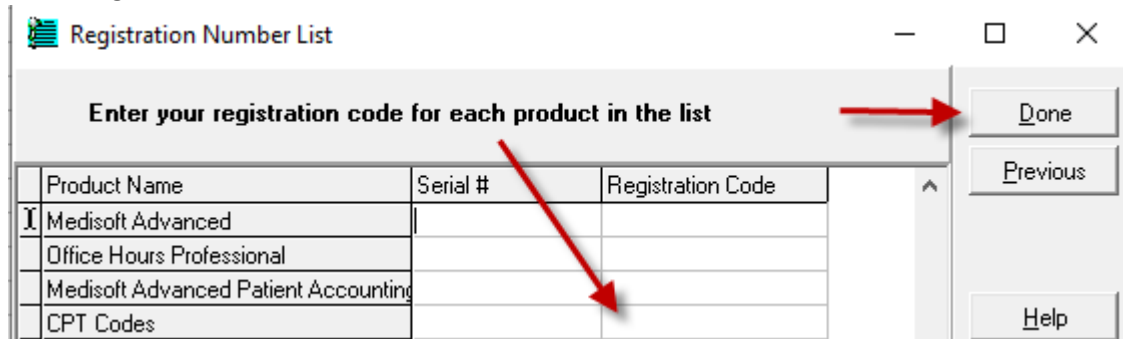 Registration Number List
Enter your registration code for each product in the list
Done
Previous
Product Name Serial # Registration Code
Medisoft Advanced
Office Hours Professional
Medisoft Advanced Patient Accounting
CPT Codes
Help